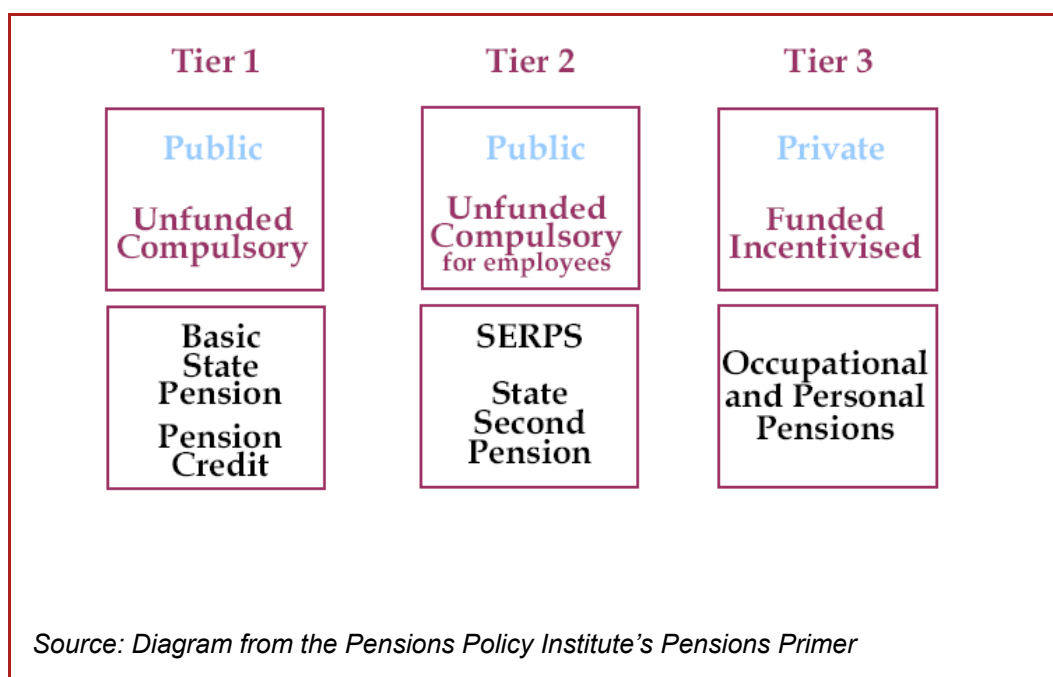 Tier 1
Tier 2
Tier 3
Public
Unfunded
Compulsory
Public
Unfunded
Compulsory
for employees
Private
Funded
Incentivised
Basic
State
Pension
Pension
Credit
SERPS
State
Second
Pension
Occupational
and Personal
Pensions
Source: Diagram from the Pensions Policy Institute's Pensions Primer